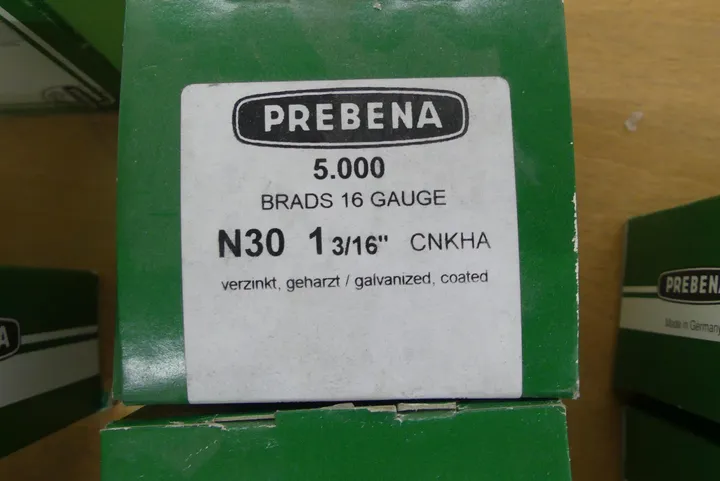 PREBENA
5.000
BRADS 16 GAUGE
N30 1 3/16" CNKHA
verzinkt, geharzt / galvanized, coated
PREBENA
Made in Germany